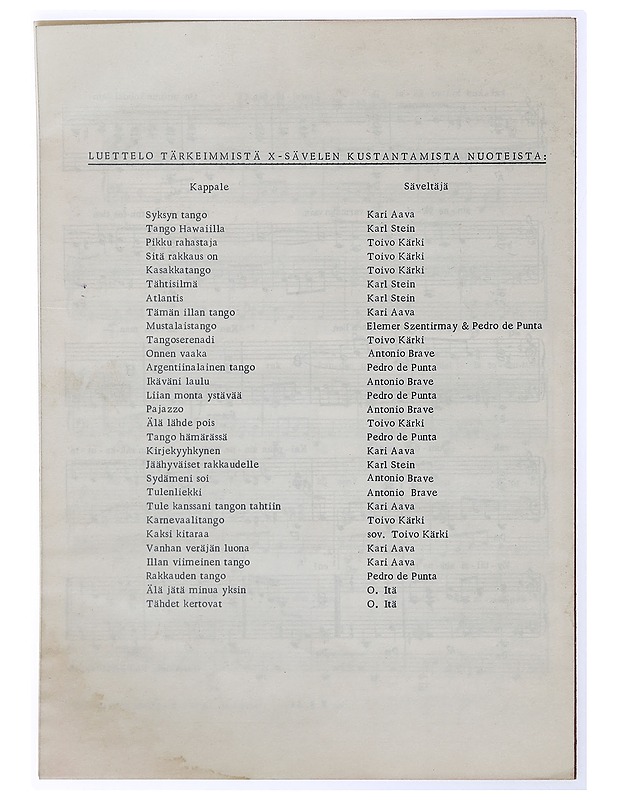 LUETTELO TÄRKEIMMISTÄ X-SÄVELEN KUSTANTAMISTA NUOTEISTA:
Kappale Säveltäjä
Syksyn tango Kari Aava
Tango Hawaiilla Karl Stein
Pikku rahastaja Toivo Kärki
Sitä rakkaus on Toivo Kärki
Kasakkatango Toivo Kärki
Tähtisilmä Karl Stein
Atlantis Karl Stein
Tämän illan tango Kari Aava
Mustalaistango Elemer Szentirmay & Pedro de Punta
Tangoserenadi Toivo Kärki
Onnen vaaka Antonio Brave
Argentiinalainen tango Pedro de Punta
Ikäväni laulu Antonio Brave
Liian monta ystävää Pedro de Punta
Pajazzo Antonio Brave
Älä lähde pois Toivo Kärki
Tango hämärässä Pedro de Punta
Kirjekyyhkynen Kari Aava
Jäähyväiset rakkaudelle Karl Stein
Sydämeni soi Antonio Brave
Tulenliekki Antonio Brave
Tule kanssani tangon tahtiin Kari Aava
Karnevaalitango Toivo Kärki
Kaksi kitaraa sov. Toivo Kärki
Vanhan veräjän luona Kari Aava
Illan viimeinen tango Kari Aava
Rakkauden tango Pedro de Punta
Älä jätä minua yksin O. Itä
Tähdet kertovat O. Itä